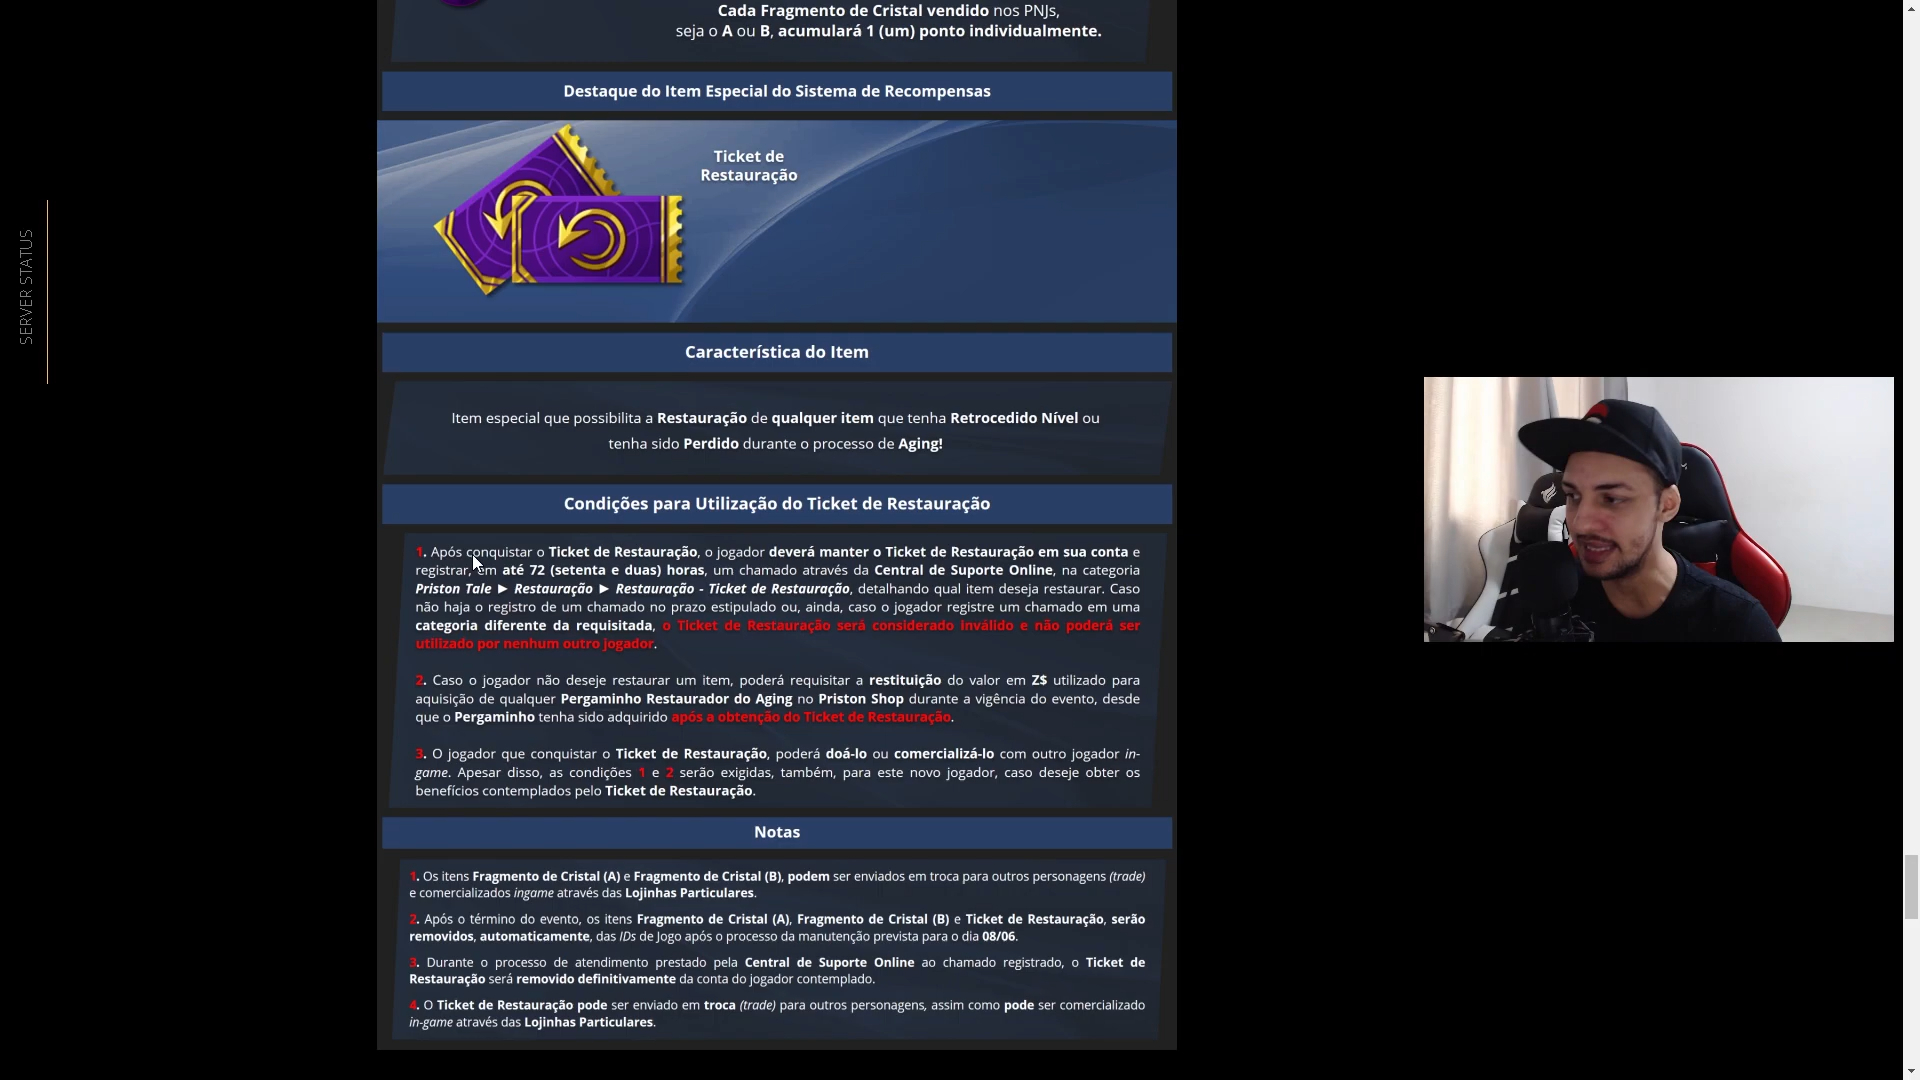 Cada Fragmento de Cristal vendido nos PNJs,
seja o A ou B, acumulará 1 (um) ponto individualmente.
Destaque do Item Especial do Sistema de Recompensas
Ticket de
Restauração
SERVER STATUS
Característica do Item
Item especial que possibilita a Restauração de qualquer item que tenha Retrocedido Nível ou
tenha sido Perdido durante o processo de Aging!
Condições para Utilização do Ticket de Restauração
1. Após conquistar o Ticket de Restauração, o jogador deverá manter o Ticket de Restauração em sua conta e
registrar, em até 72 (setenta e duas) horas, um chamado através da Central de Suporte Online, na categoria
Priston Tale ► Restauração ► Restauração - Ticket de Restauração, detalhando qual item deseja restaurar. Caso
não haja o registro de um chamado no prazo estipulado ou, ainda, caso o jogador registre um chamado em uma
categoria diferente da requisitada, o Ticket de Restauração será considerado inválido e não poderá ser
utilizado por nenhum outro jogador.
2. Caso o jogador não deseje restaurar um item, poderá requisitar a restituição do valor em Z$ utilizado para
aquisição de qualquer Pergaminho Restaurador do Aging no Priston Shop durante a vigência do evento, desde
que o Pergaminho tenha sido adquirido após a obtenção do Ticket de Restauração.
3. O jogador que conquistar o Ticket de Restauração, poderá doá-lo ou comercializá-lo com outro jogador in-
game. Apesar disso, as condições 1 e 2 serão exigidas, também, para este novo jogador, caso deseje obter os
benefícios contemplados pelo Ticket de Restauração.
Notas
1. Os itens Fragmento de Cristal (A) e Fragmento de Cristal (B), podem ser enviados em troca para outros personagens (trade)
e comercializados ingame através das Lojinhas Particulares.
2. Após o término do evento, os itens Fragmento de Cristal (A), Fragmento de Cristal (B) e Ticket de Restauração, serão
removidos, automaticamente, das IDs de Jogo após o processo da manutenção prevista para o dia 08/06.
3. Durante o processo de atendimento prestado pela Central de Suporte Online ao chamado registrado, o Ticket de
Restauração será removido definitivamente da conta do jogador contemplado.
4. O Ticket de Restauração pode ser enviado em troca (trade) para outros personagens, assim como pode ser comercializado
in-game através das Lojinhas Particulares.